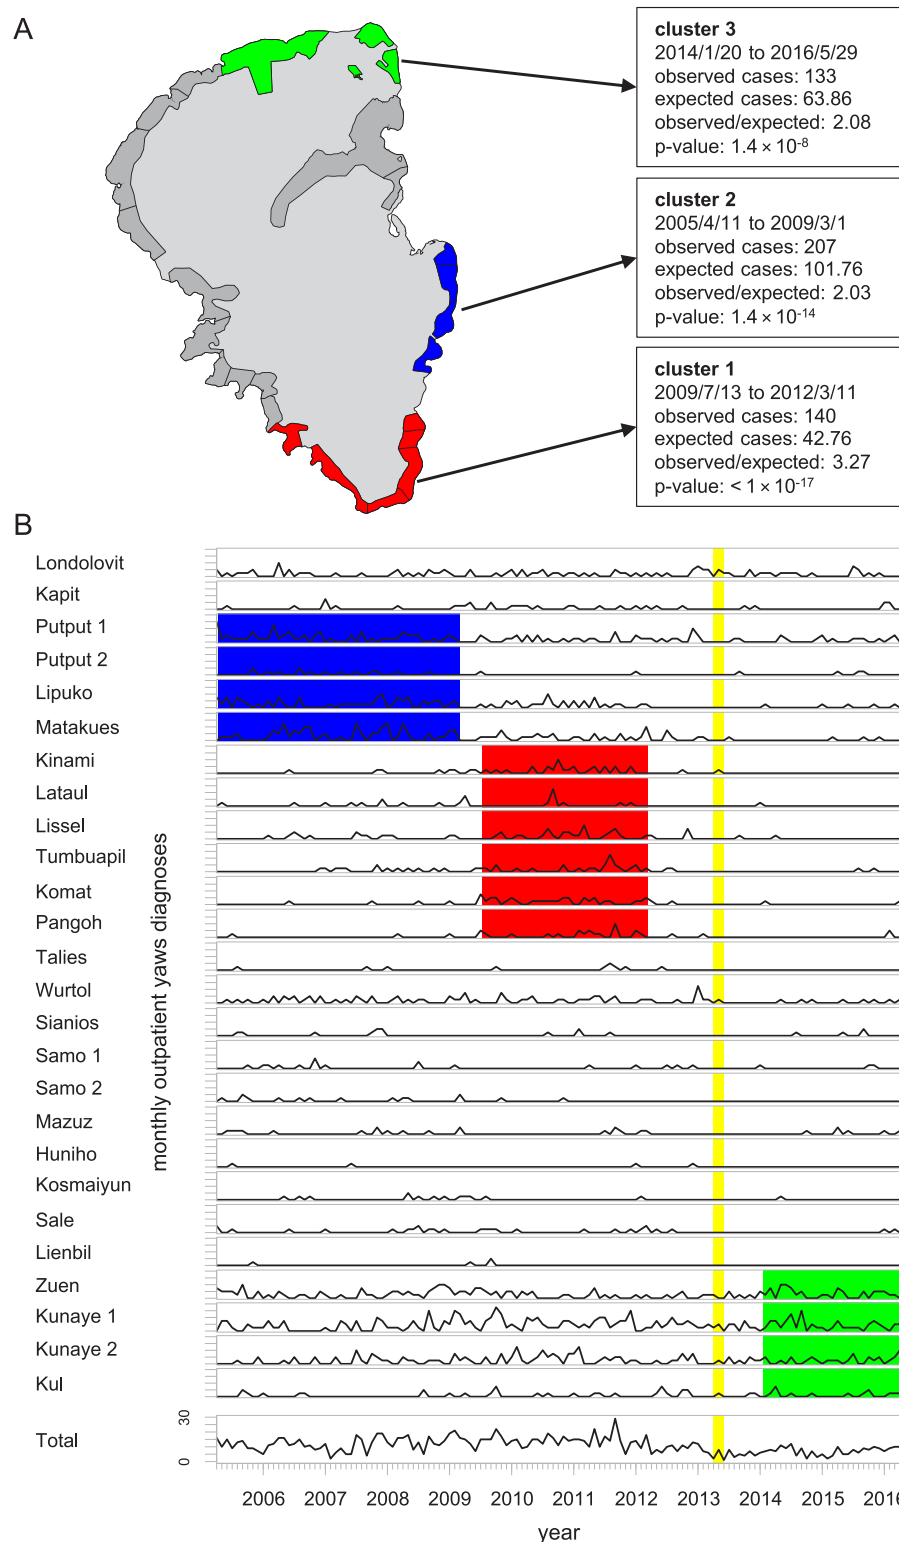 A
cluster 3
2014/1/20 to 2016/5/29
observed cases: 133
expected cases: 63.86
observed/expected: 2.08
p-value: 1.4 × 10-8
cluster 2
2005/4/11 to 2009/3/1
observed cases: 207
expected cases: 101.76
observed/expected: 2.03
p-value: 1.4 × 10-14
cluster 1
2009/7/13 to 2012/3/11
observed cases: 140
expected cases: 42.76
observed/expected: 3.27
p-value: < 1 × 10-17
B
monthly outpatient yaws diagnoses
Londolovit
Kapit
Putput 1
Putput 2
Lipuko
Matakues
Kinami
Lataul
Lissel
Tumbuapil
Komat
Pangoh
Talies
Wurtol
Sianios
Samo 1
Samo 2
Mazuz
Huniho
Kosmaiyun
Sale
Lienbil
Zuen
Kunaye 1
Kunaye 2
Kul
Total
30
0
2006 2007 2008 2009 2010 2011 2012 2013 2014 2015 2016
year